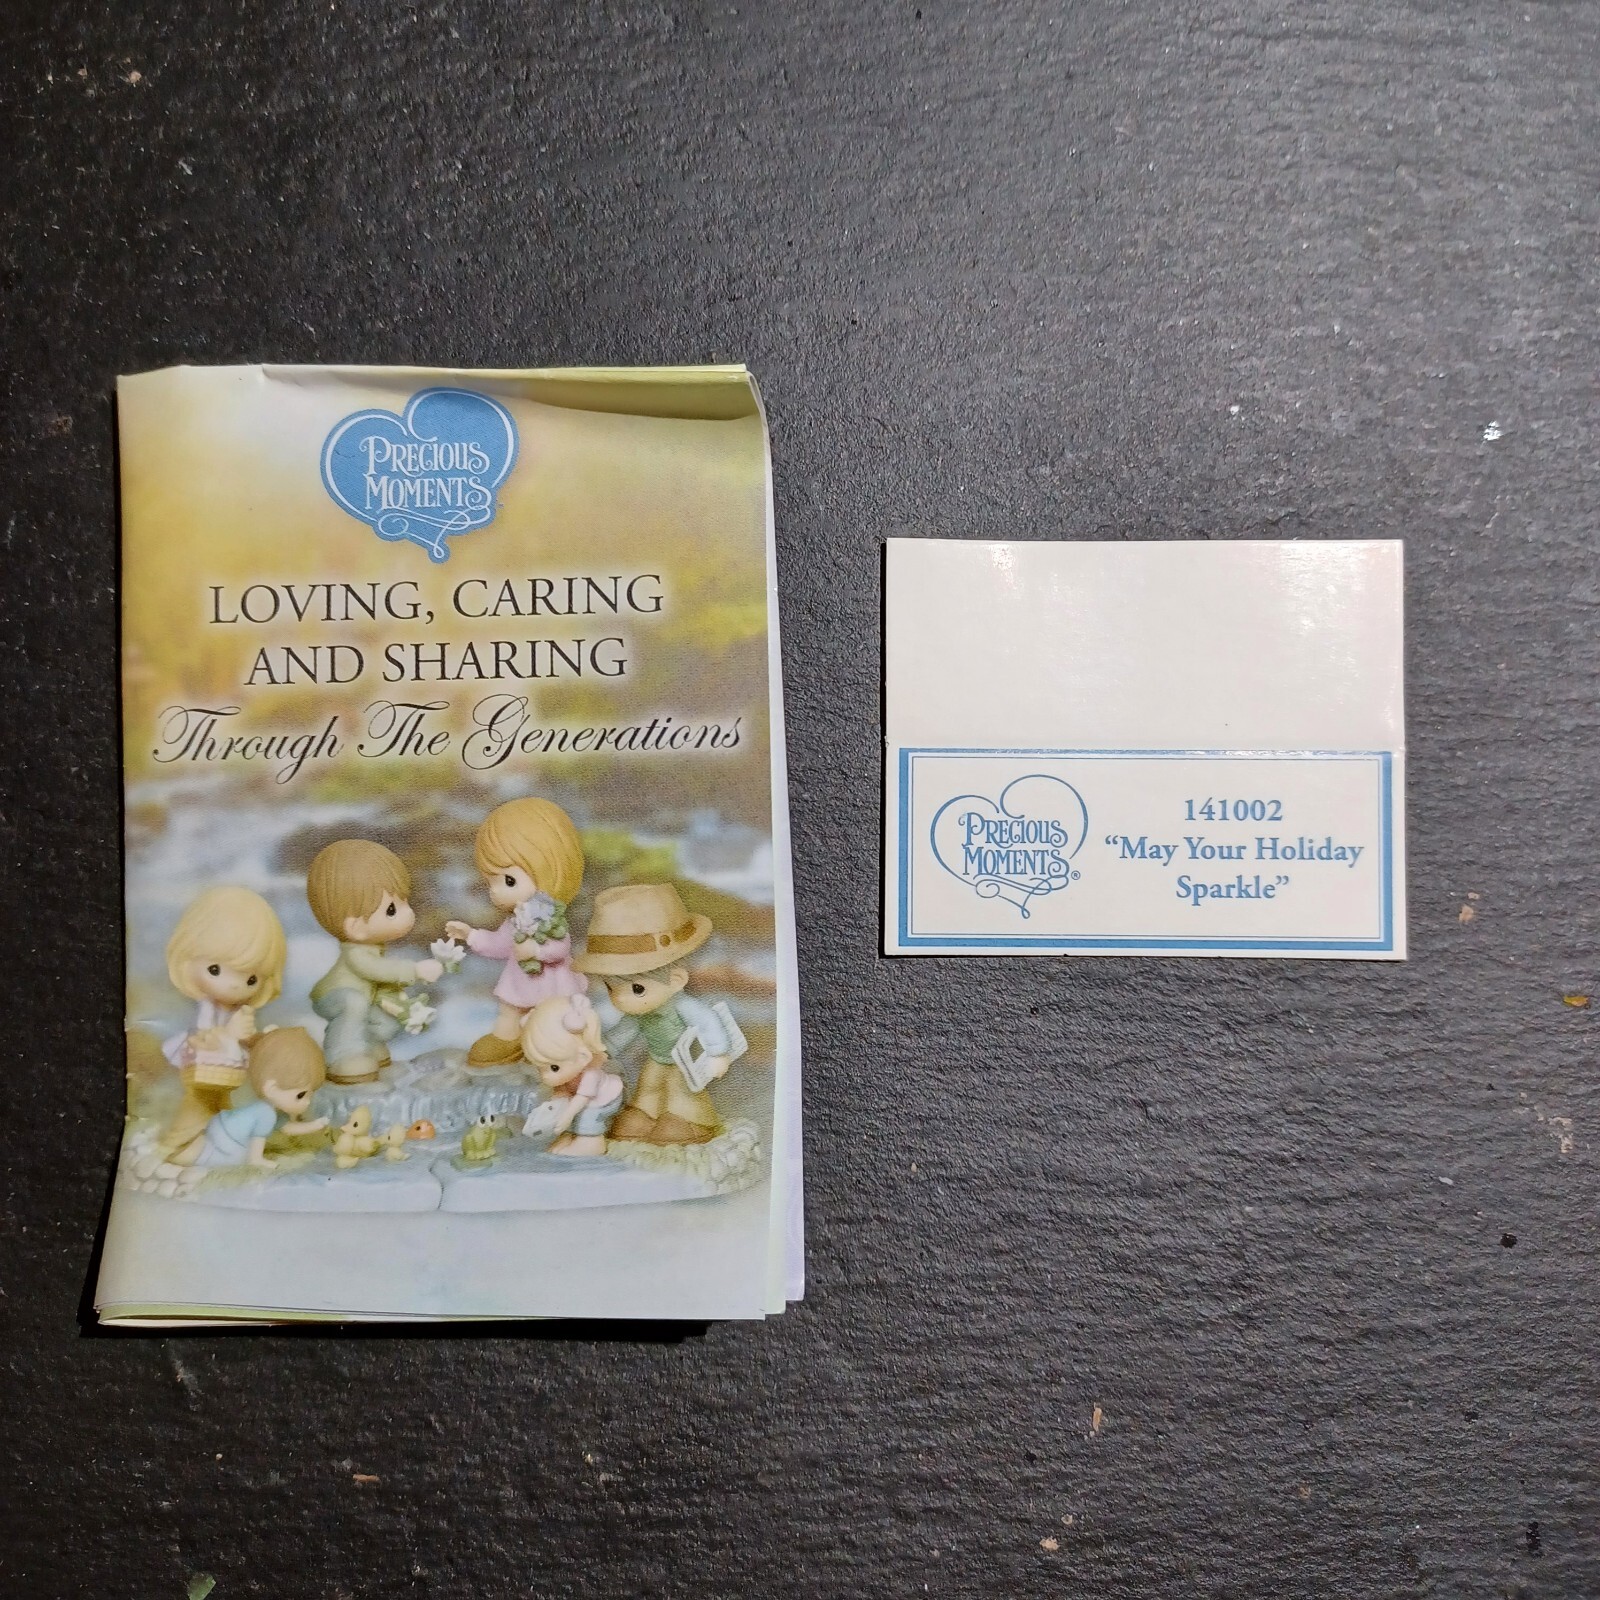 PRECIOUS
MOMENTS
LOVING, CARING
AND SHARING
Through The Generations
PRECIOUS
MOMENTS®
141002
“May Your Holiday
Sparkle”